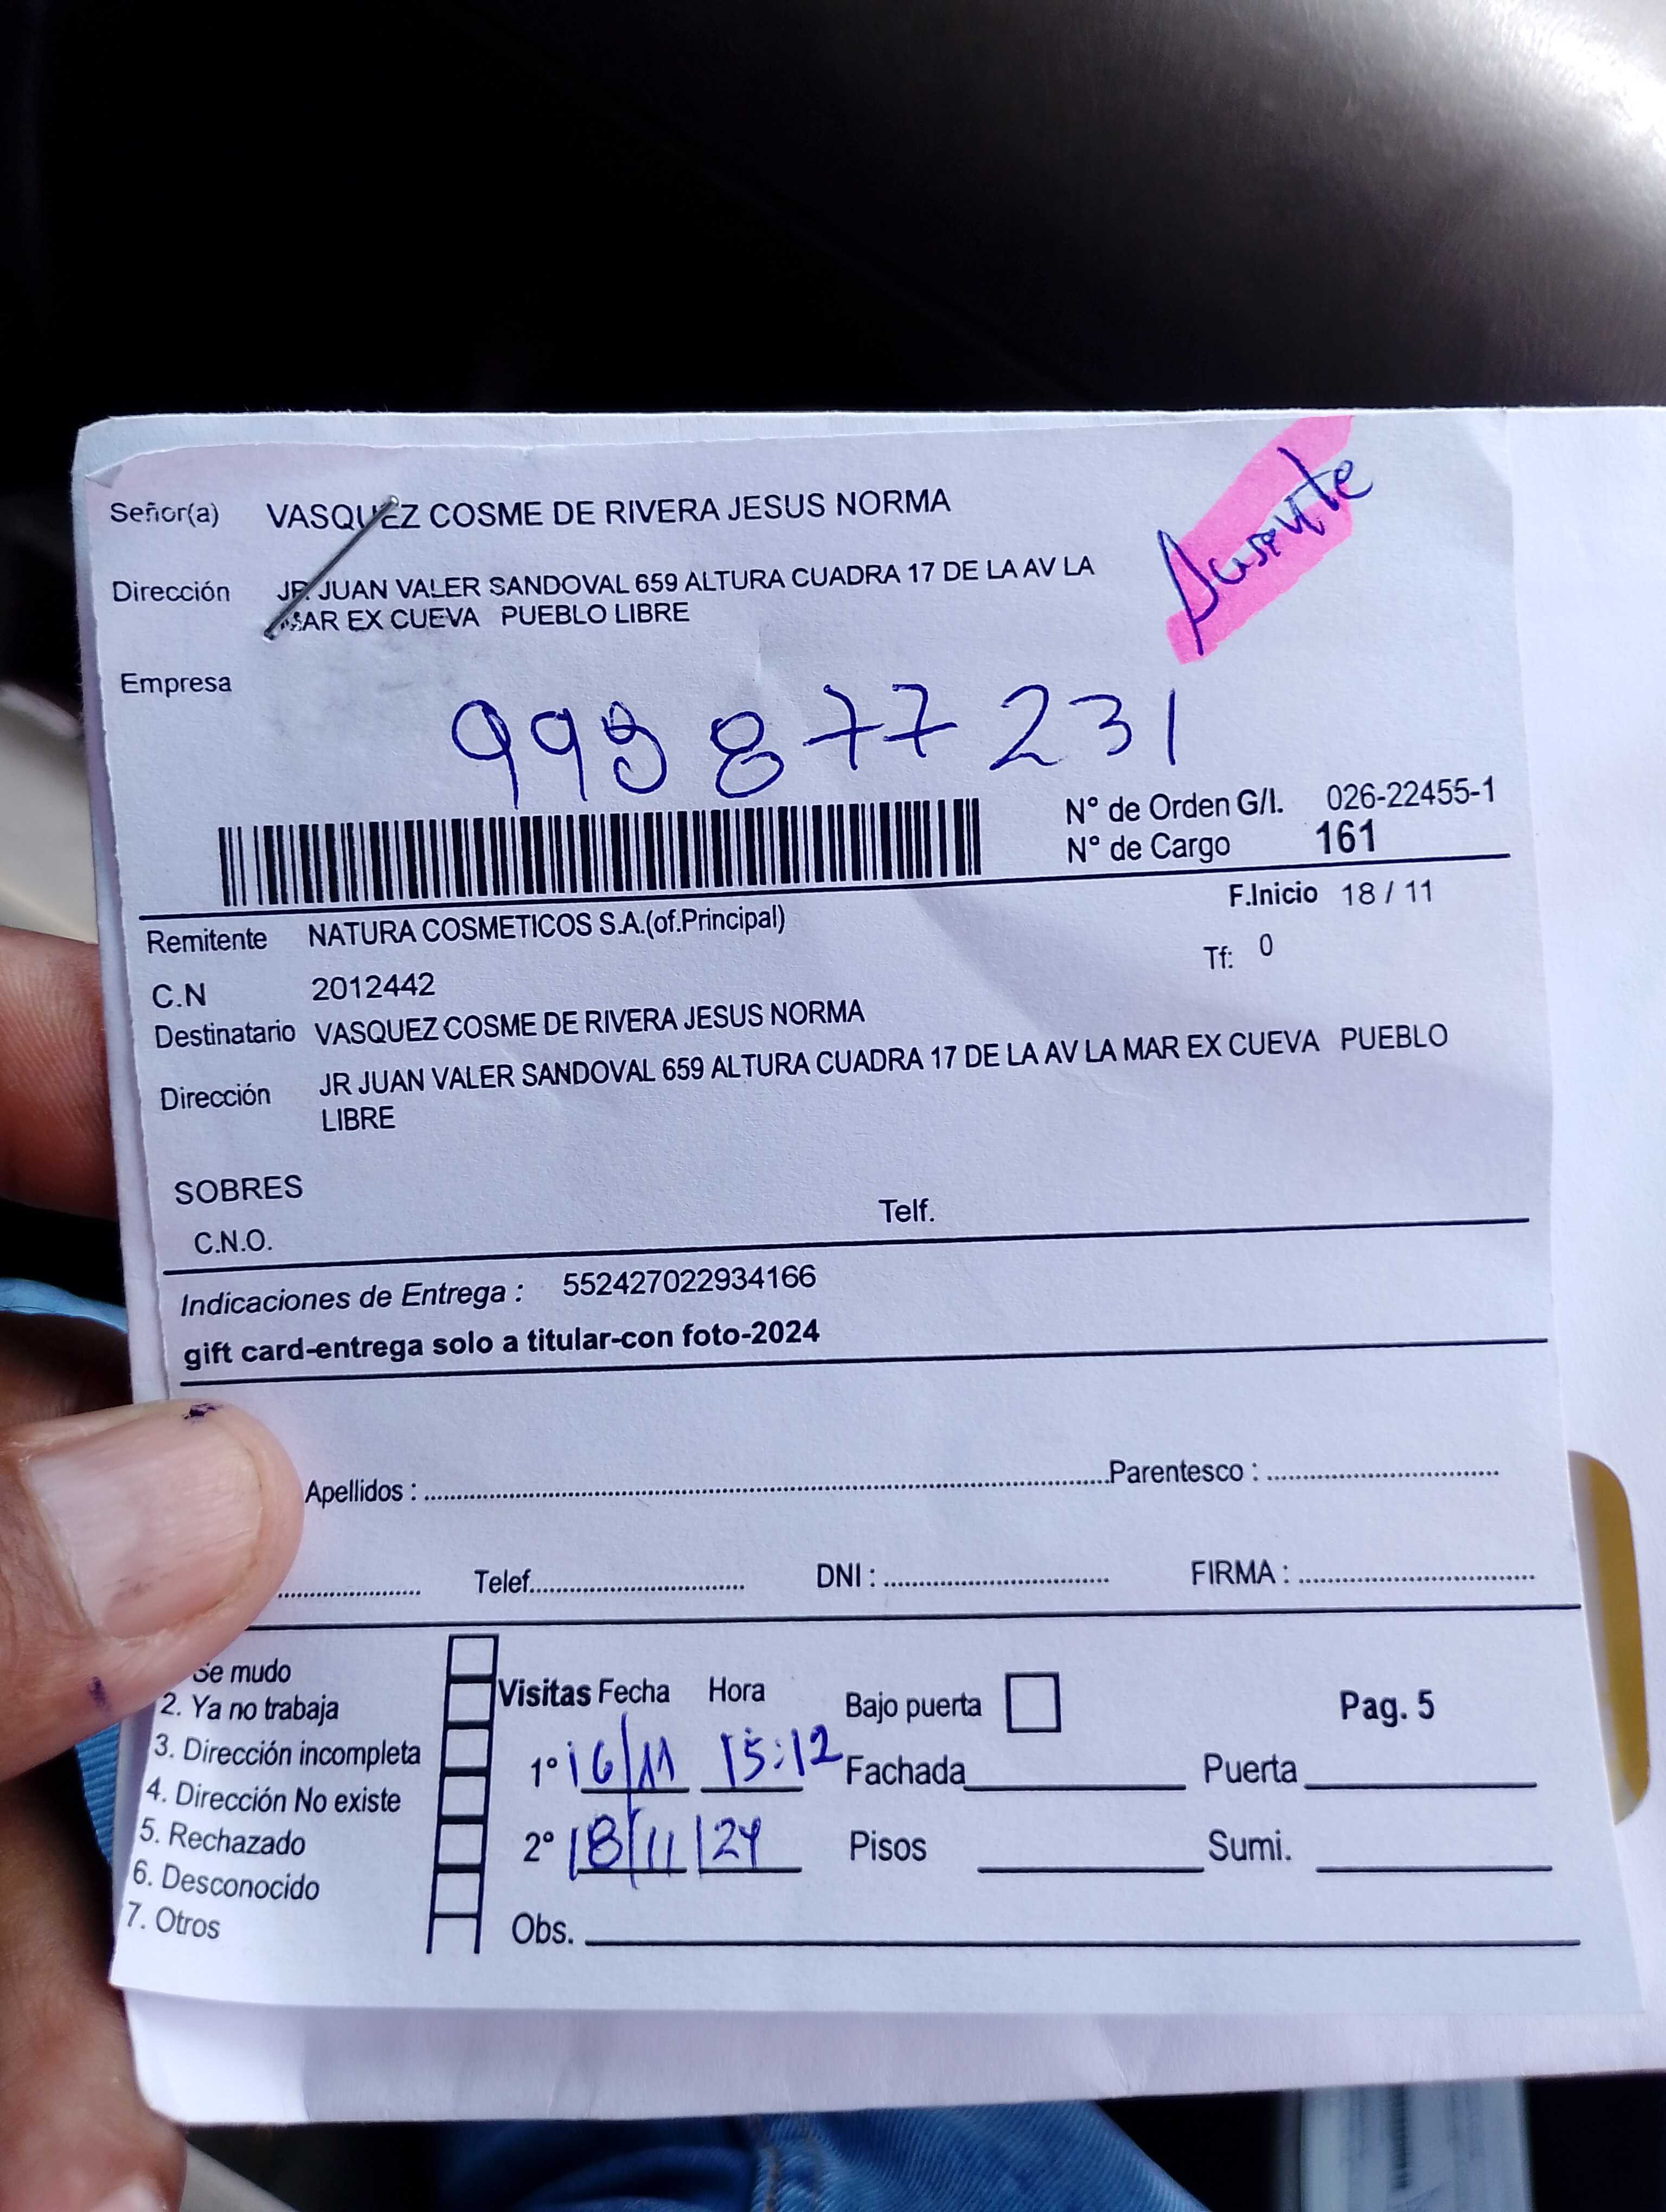 Ausente
Señor(a) VASQUEZ COSME DE RIVERA JESUS NORMA
Dirección JR. JUAN VALER SANDOVAL 659 ALTURA CUADRA 17 DE LA AV LA
MAR EX CUEVA PUEBLO LIBRE
Empresa
999 877 231
N° de Orden G/I. 026-22455-1
N° de Cargo 161
F.Inicio 18 / 11
Remitente NATURA COSMETICOS S.A.(of.Principal)
Tf: 0
C.N 2012442
Destinatario VASQUEZ COSME DE RIVERA JESUS NORMA
Dirección JR JUAN VALER SANDOVAL 659 ALTURA CUADRA 17 DE LA AV LA MAR EX CUEVA PUEBLO
LIBRE
SOBRES
C.N.O. Telf.
Indicaciones de Entrega : 552427022934166
gift card-entrega solo a titular-con foto-2024
Apellidos : Parentesco :
Telef. DNI : FIRMA :
Se mudo
2. Ya no trabaja
3. Dirección incompleta
4. Dirección No existe
5. Rechazado
6. Desconocido
7. Otros
Visitas Fecha Hora Bajo puerta Pag. 5
1° 16/11 15:12 Fachada Puerta
2° 18/11/24 Pisos Sumi.
Obs.